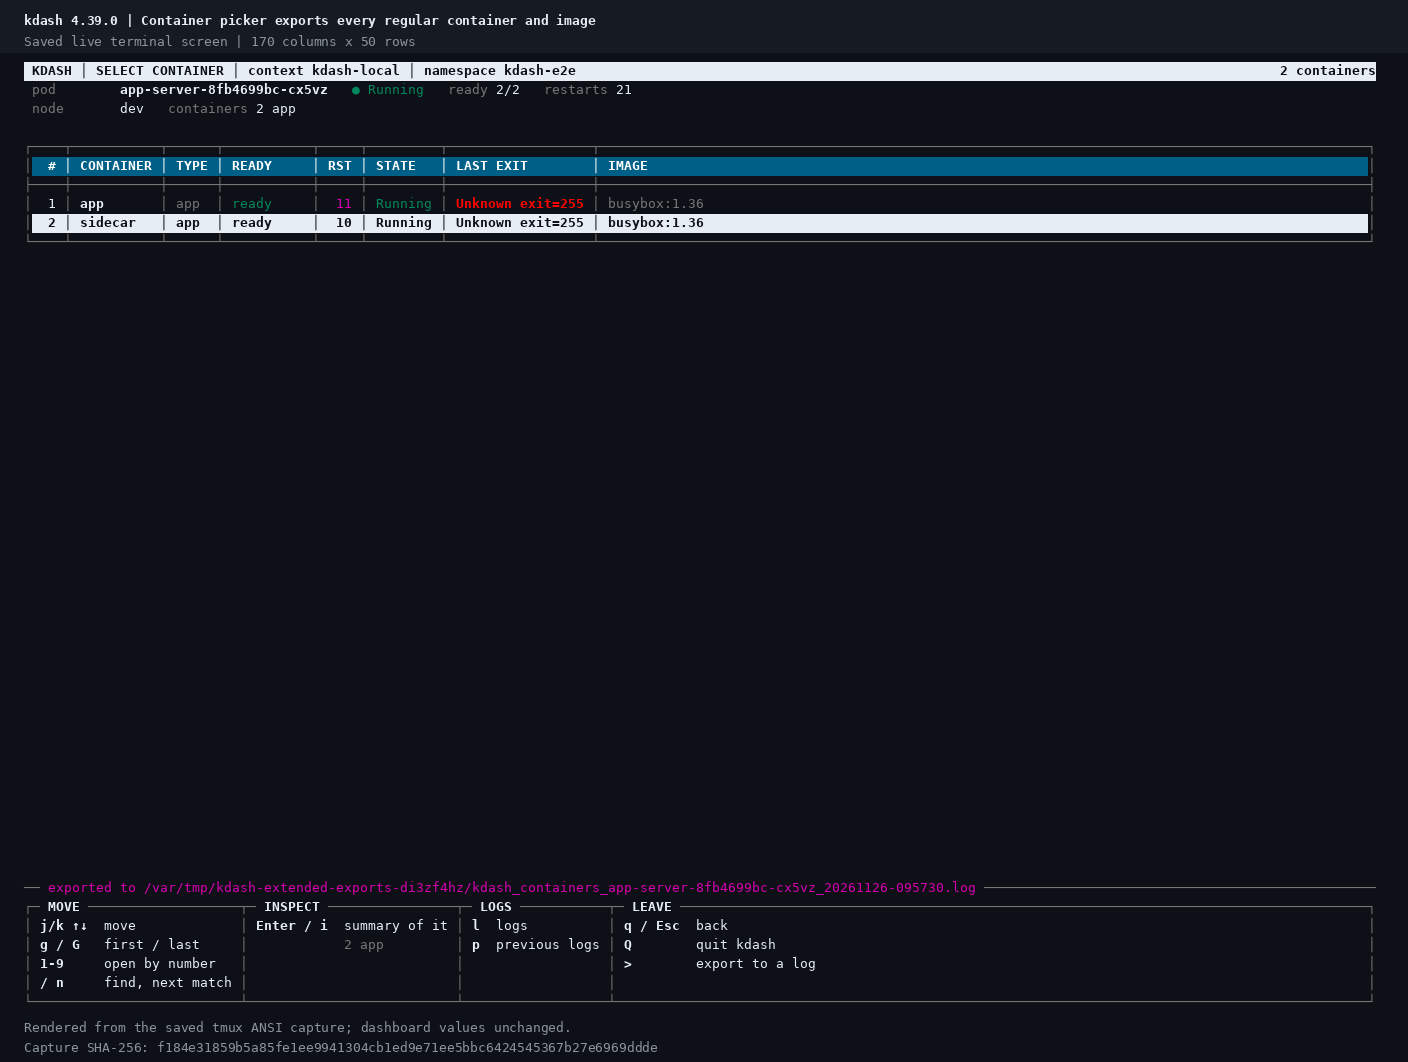 kdash 4.39.0 | Container picker exports every regular container and image
Saved live terminal screen | 170 columns x 50 rows
KDASH │ SELECT CONTAINER │ context kdash-local │ namespace kdash-e2e 2 containers
pod app-server-8fb4699bc-cx5vz ● Running ready 2/2 restarts 21
node dev containers 2 app
# │ CONTAINER │ TYPE │ READY │ RST │ STATE │ LAST EXIT │ IMAGE
1 │ app │ app │ ready │ 11 │ Running │ Unknown exit=255 │ busybox:1.36
2 │ sidecar │ app │ ready │ 10 │ Running │ Unknown exit=255 │ busybox:1.36
exported to /var/tmp/kdash-extended-exports-di3zf4hz/kdash_containers_app-server-8fb4699bc-cx5vz_20261126-095730.log
MOVE INSPECT LOGS LEAVE
j/k ↑↓ move │ Enter / i summary of it │ l logs │ q / Esc back
g / G first / last │ 2 app │ p previous logs │ Q quit kdash
1-9 open by number │ │ │ > export to a log
/ n find, next match
Rendered from the saved tmux ANSI capture; dashboard values unchanged.
Capture SHA-256: f184e31859b5a85fe1ee9941304cb1ed9e71ee5bbc6424545367b27e6969ddde